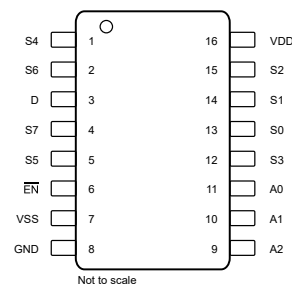 S4 1 16 VDD
S6 2 15 S2
D 3 14 S1
S7 4 13 S0
S5 5 12 S3
EN 6 11 A0
VSS 7 10 A1
GND 8 9 A2
Not to scale